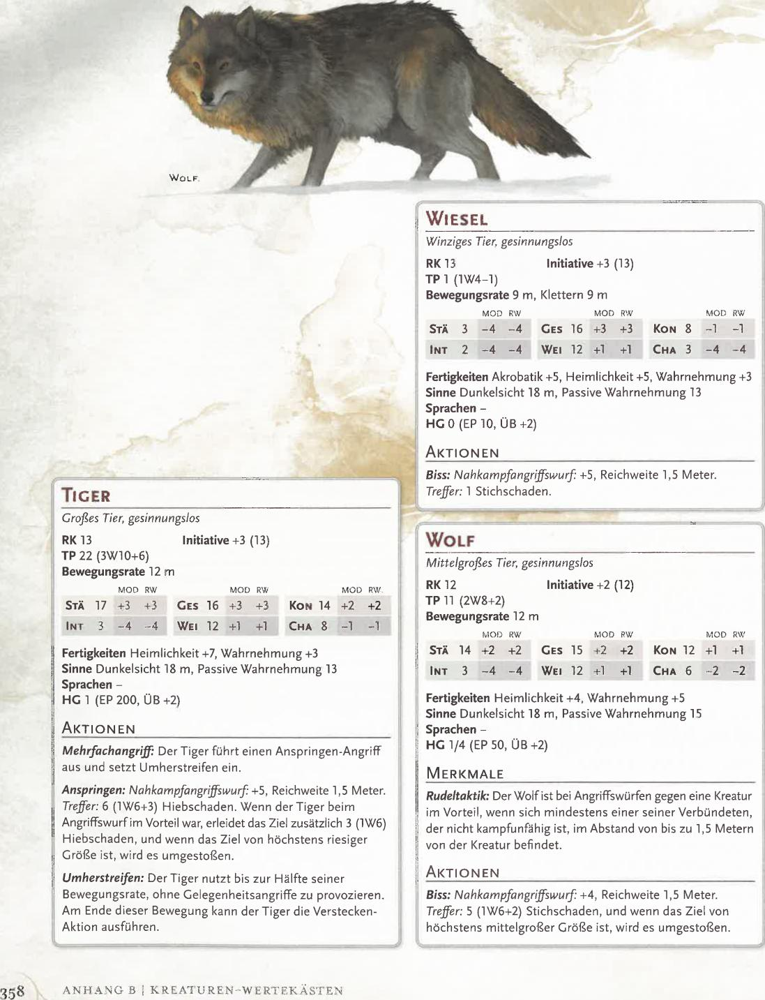 WOLF.
TIGER
Großes Tier, gesinnungslos
RK 13 Initiative +3 (13)
TP 22 (3W10+6)
Bewegungsrate 12 m
MOD RW MOD RW MOD RW.
STÄ 17 +3 +3 GES 16 +3 +3 KON 14 +2 +2
INT 3 −4 −4 WEI 12 +1 +1 CHA 8 −1 −1
Fertigkeiten Heimlichkeit +7, Wahrnehmung +3
Sinne Dunkelsicht 18 m, Passive Wahrnehmung 13
Sprachen –
HG 1 (EP 200, ÜB +2)
AKTIONEN
Mehrfachangriff: Der Tiger führt einen Anspringen-Angriff
aus und setzt Umherstreifen ein.
Anspringen: Nahkampfangriffswurf: +5, Reichweite 1,5 Meter.
Treffer: 6 (1W6+3) Hiebschaden. Wenn der Tiger beim
Angriffswurf im Vorteil war, erleidet das Ziel zusätzlich 3 (1W6)
Hiebschaden, und wenn das Ziel von höchstens riesiger
Größe ist, wird es umgestoßen.
Umherstreifen: Der Tiger nutzt bis zur Hälfte seiner
Bewegungsrate, ohne Gelegenheitsangriffe zu provozieren.
Am Ende dieser Bewegung kann der Tiger die Verstecken-
Aktion ausführen.
WIESEL
Winziges Tier, gesinnungslos
RK 13 Initiative +3 (13)
TP 1 (1W4−1)
Bewegungsrate 9 m, Klettern 9 m
MOD RW MOD RW MOD RW
STÄ 3 −4 −4 GES 16 +3 +3 KON 8 −1 −1
INT 2 −4 −4 WEI 12 +1 +1 CHA 3 −4 −4
Fertigkeiten Akrobatik +5, Heimlichkeit +5, Wahrnehmung +3
Sinne Dunkelsicht 18 m, Passive Wahrnehmung 13
Sprachen –
HG 0 (EP 10, ÜB +2)
AKTIONEN
Biss: Nahkampfangriffswurf: +5, Reichweite 1,5 Meter.
Treffer: 1 Stichschaden.
WOLF
Mittelgroßes Tier, gesinnungslos
RK 12 Initiative +2 (12)
TP 11 (2W8+2)
Bewegungsrate 12 m
MOD RW MOD RW MOD RW
STÄ 14 +2 +2 GES 15 +2 +2 KON 12 +1 +1
INT 3 −4 −4 WEI 12 +1 +1 CHA 6 −2 −2
Fertigkeiten Heimlichkeit +4, Wahrnehmung +5
Sinne Dunkelsicht 18 m, Passive Wahrnehmung 15
Sprachen –
HG 1/4 (EP 50, ÜB +2)
MERKMALE
Rudeltaktik: Der Wolf ist bei Angriffswürfen gegen eine Kreatur
im Vorteil, wenn sich mindestens einer seiner Verbündeten,
der nicht kampfunfähig ist, im Abstand von bis zu 1,5 Metern
von der Kreatur befindet.
AKTIONEN
Biss: Nahkampfangriffswurf: +4, Reichweite 1,5 Meter.
Treffer: 5 (1W6+2) Stichschaden, und wenn das Ziel von
höchstens mittelgroßer Größe ist, wird es umgestoßen.
358 ANHANG B | KREATUREN-WERTEKÄSTEN